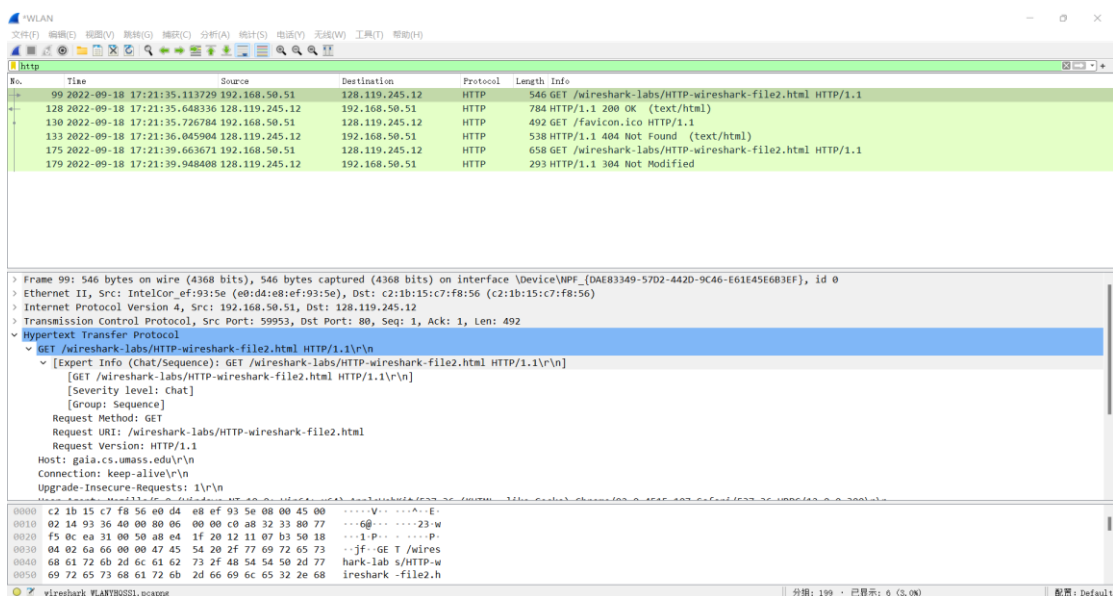 *WLAN
文件(F) 编辑(E) 视图(V) 跳转(G) 捕获(C) 分析(A) 统计(S) 电话(Y) 无线(W) 工具(T) 帮助(H)
http
No. Time Source Destination Protocol Length Info
99 2022-09-18 17:21:35.113729 192.168.50.51 128.119.245.12 HTTP 546 GET /wireshark-labs/HTTP-wireshark-file2.html HTTP/1.1
128 2022-09-18 17:21:35.648336 128.119.245.12 192.168.50.51 HTTP 784 HTTP/1.1 200 OK (text/html)
130 2022-09-18 17:21:35.726784 192.168.50.51 128.119.245.12 HTTP 492 GET /favicon.ico HTTP/1.1
133 2022-09-18 17:21:36.045904 128.119.245.12 192.168.50.51 HTTP 538 HTTP/1.1 404 Not Found (text/html)
175 2022-09-18 17:21:39.663671 192.168.50.51 128.119.245.12 HTTP 658 GET /wireshark-labs/HTTP-wireshark-file2.html HTTP/1.1
179 2022-09-18 17:21:39.948408 128.119.245.12 192.168.50.51 HTTP 293 HTTP/1.1 304 Not Modified
Frame 99: 546 bytes on wire (4368 bits), 546 bytes captured (4368 bits) on interface \Device\NPF_{DAE83349-57D2-442D-9C46-E61E45E6B3EF}, id 0
Ethernet II, Src: IntelCor_ef:93:5e (e0:d4:e8:ef:93:5e), Dst: c2:1b:15:c7:f8:56 (c2:1b:15:c7:f8:56)
Internet Protocol Version 4, Src: 192.168.50.51, Dst: 128.119.245.12
Transmission Control Protocol, Src Port: 59953, Dst Port: 80, Seq: 1, Ack: 1, Len: 492
Hypertext Transfer Protocol
GET /wireshark-labs/HTTP-wireshark-file2.html HTTP/1.1\r\n
[Expert Info (Chat/Sequence): GET /wireshark-labs/HTTP-wireshark-file2.html HTTP/1.1\r\n]
[GET /wireshark-labs/HTTP-wireshark-file2.html HTTP/1.1\r\n]
[Severity level: Chat]
[Group: Sequence]
Request Method: GET
Request URI: /wireshark-labs/HTTP-wireshark-file2.html
Request Version: HTTP/1.1
Host: gaia.cs.umass.edu\r\n
Connection: keep-alive\r\n
Upgrade-Insecure-Requests: 1\r\n
0000 c2 1b 15 c7 f8 56 e0 d4 e8 ef 93 5e 08 00 45 00 ·····V·· ···^··E·
0010 02 14 93 36 40 00 80 06 00 00 c0 a8 32 33 80 77 ···6@··· ····23·w
0020 f5 0c ea 31 00 50 a8 e4 1f 20 12 11 07 b3 50 18 ···1·P·· · ····P·
0030 04 02 6a 66 00 00 47 45 54 20 2f 77 69 72 65 73 ··jf··GE T /wires
0040 68 61 72 6b 2d 6c 61 62 73 2f 48 54 54 50 2d 77 hark-lab s/HTTP-w
0050 69 72 65 73 68 61 72 6b 2d 66 69 6c 65 32 2e 68 ireshark -file2.h
分组: 199 · 已显示: 6 (3.0%) 配置: Default